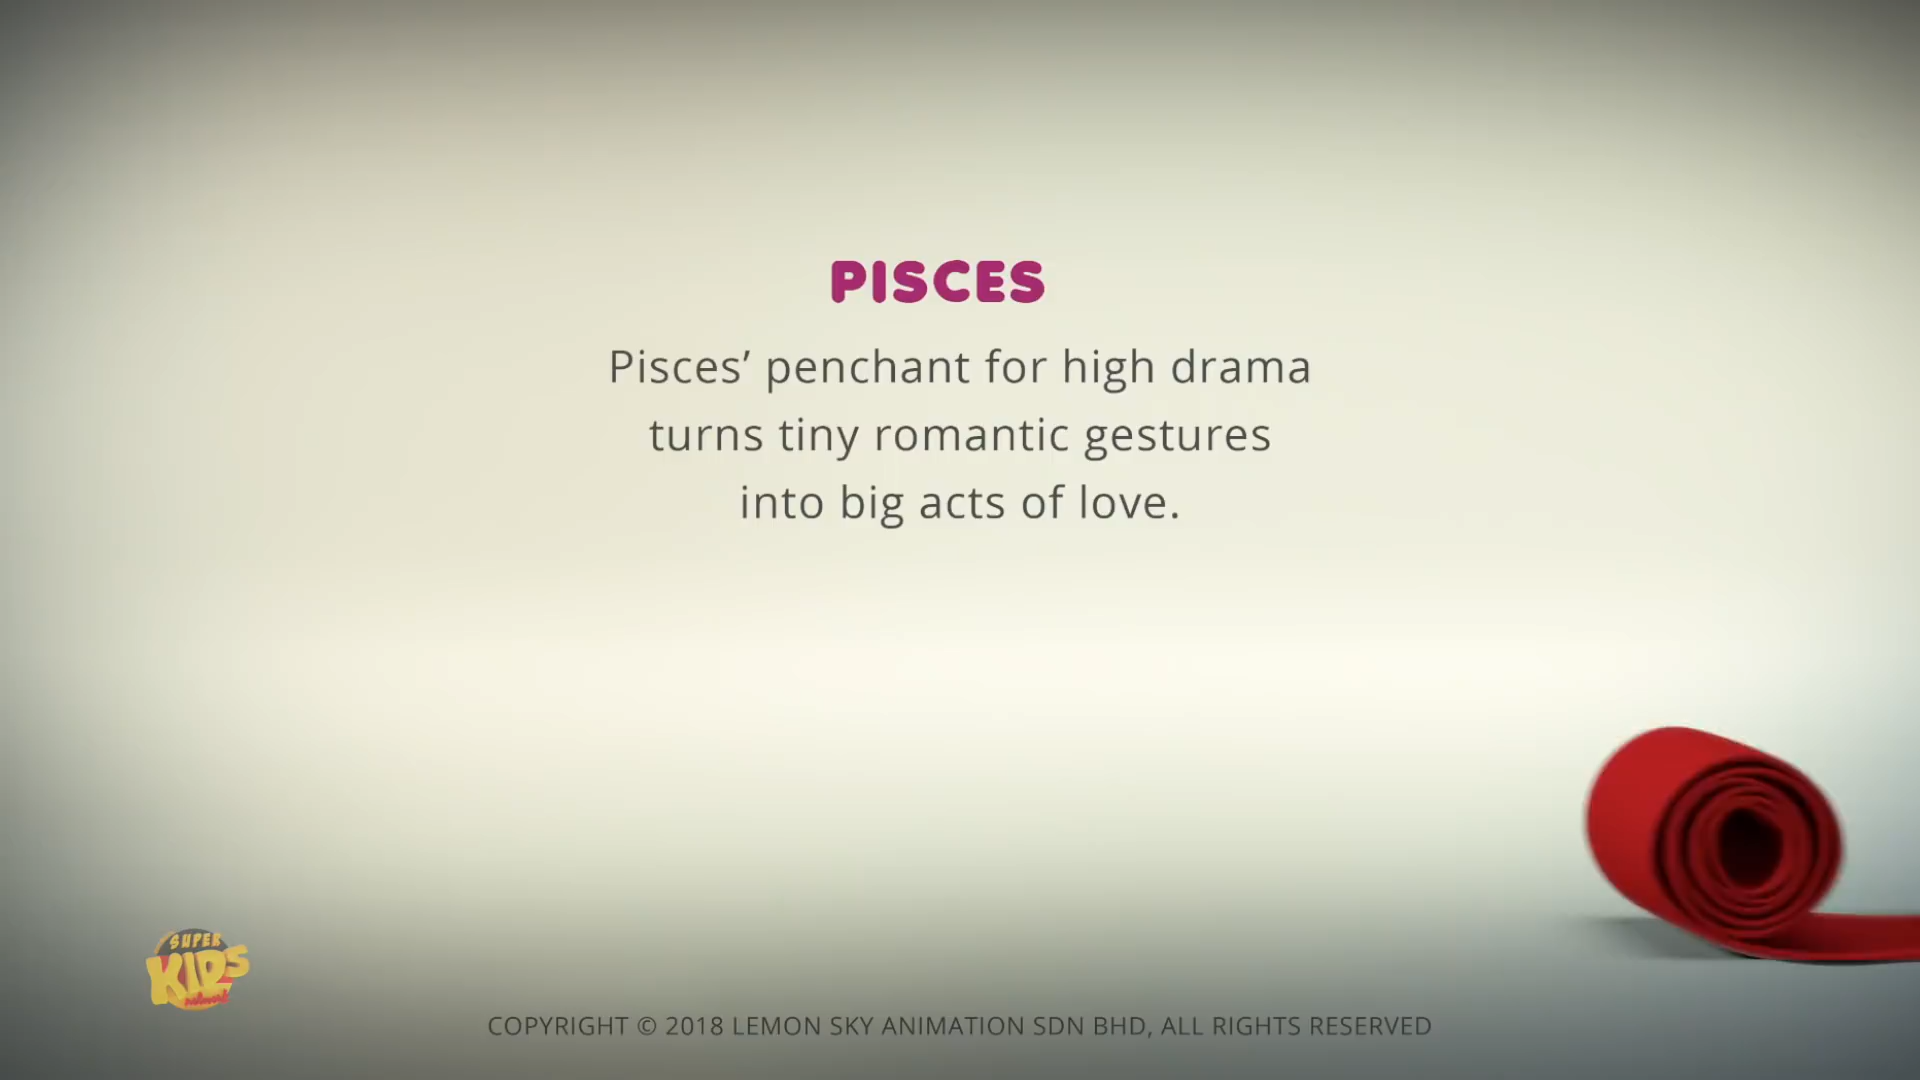 PISCES
Pisces’ penchant for high drama
turns tiny romantic gestures
into big acts of love.
SUPER
KIDS
network
COPYRIGHT © 2018 LEMON SKY ANIMATION SDN BHD, ALL RIGHTS RESERVED